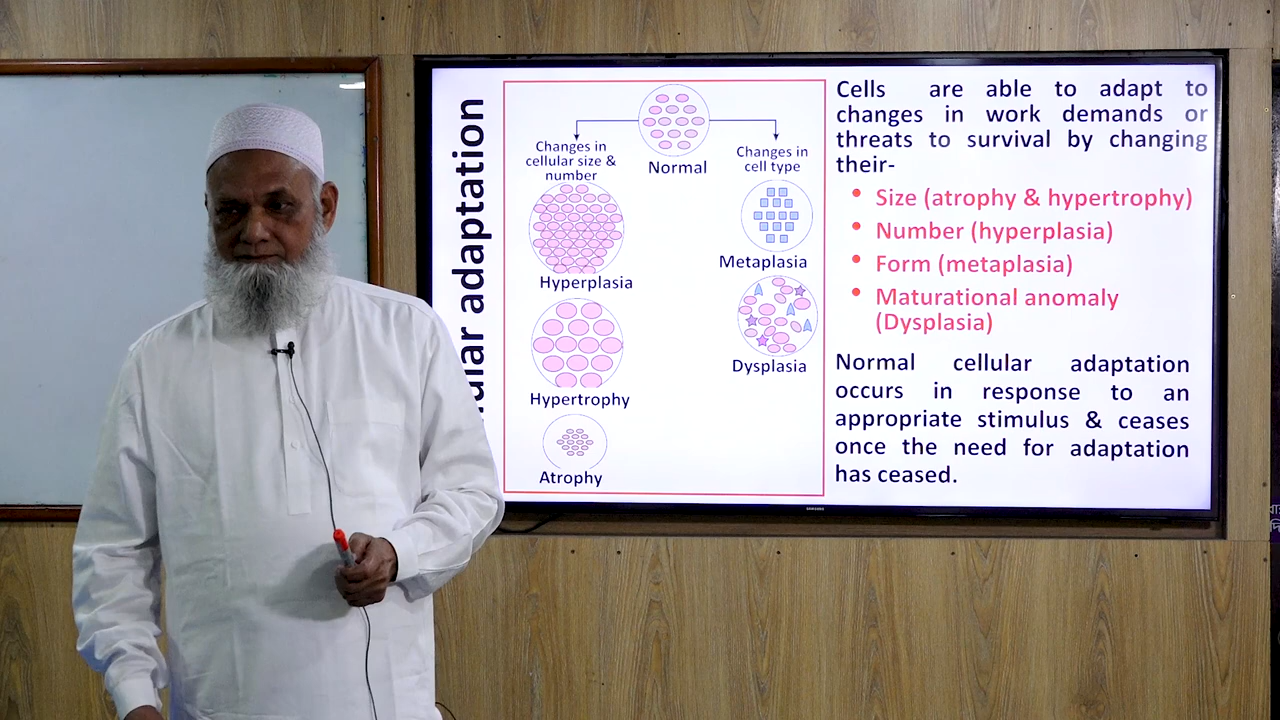 ular adaptation
Normal
Changes in
cellular size &
number
Changes in
cell type
Hyperplasia
Metaplasia
Hypertrophy
Dysplasia
Atrophy
Cells are able to adapt to
changes in work demands or
threats to survival by changing
their-
• Size (atrophy & hypertrophy)
• Number (hyperplasia)
• Form (metaplasia)
• Maturational anomaly
(Dysplasia)
Normal cellular adaptation
occurs in response to an
appropriate stimulus & ceases
once the need for adaptation
has ceased.
SAMSUNG